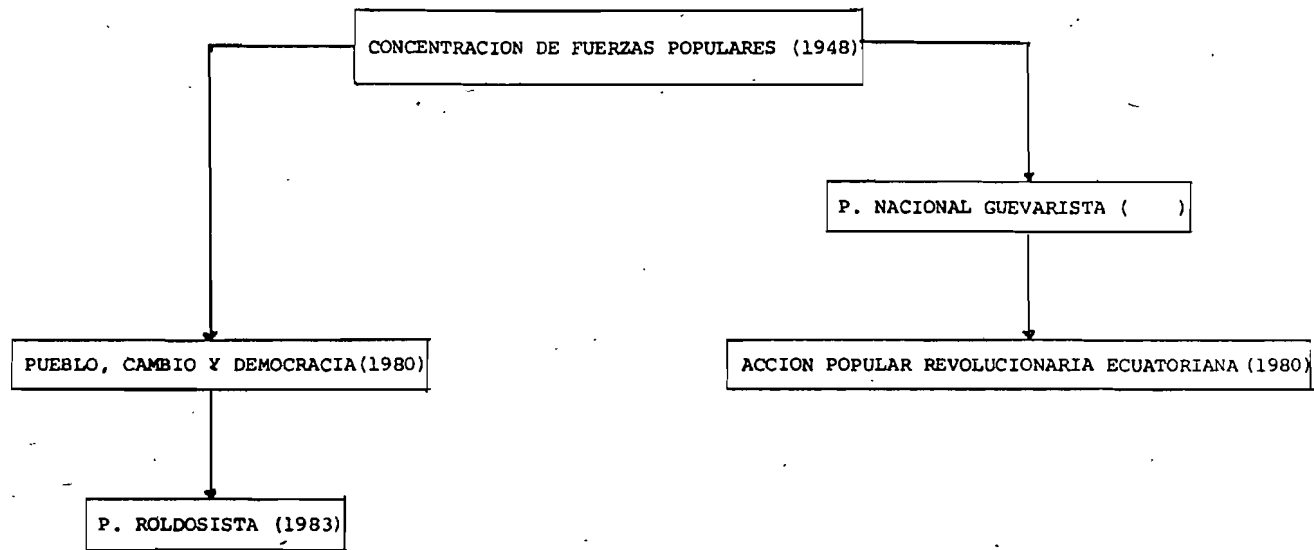 CONCENTRACION DE FUERZAS POPULARES (1948)
P. NACIONAL GUEVARISTA (    )
PUEBLO, CAMBIO Y DEMOCRACIA(1980)
ACCION POPULAR REVOLUCIONARIA ECUATORIANA (1980)
P. ROLDOSISTA (1983)